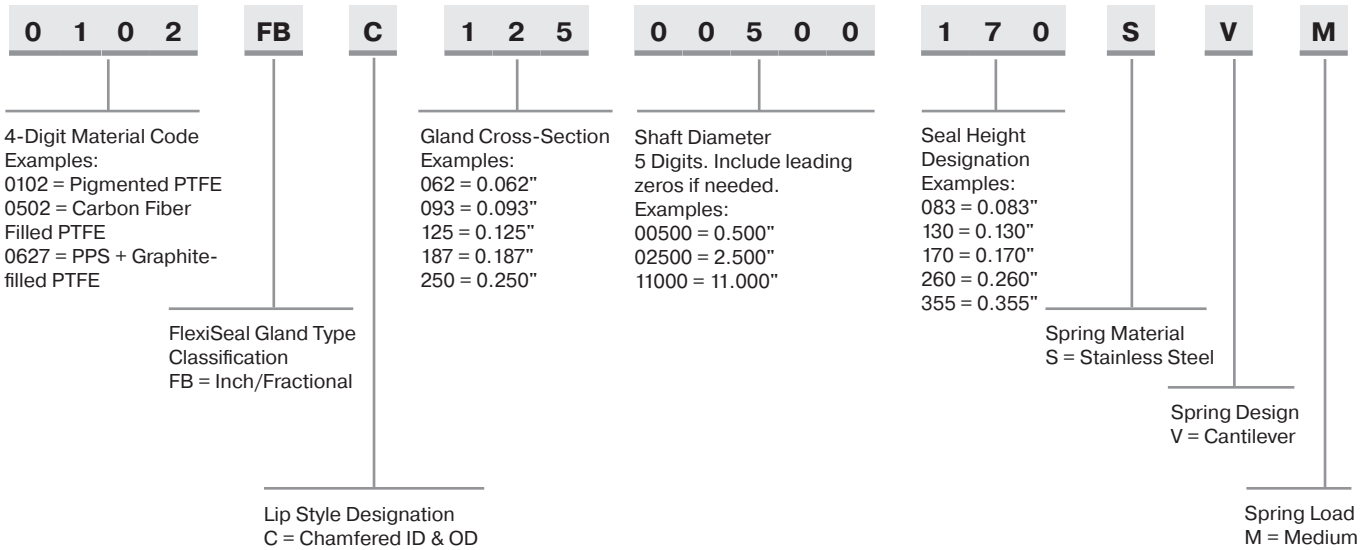 0 1 0 2 FB C 1 2 5 0 0 5 0 0 1 7 0 S V M
4-Digit Material Code
Examples:
0102 = Pigmented PTFE
0502 = Carbon Fiber
Filled PTFE
0627 = PPS + Graphite-
filled PTFE
Gland Cross-Section
Examples:
062 = 0.062”
093 = 0.093”
125 = 0.125”
187 = 0.187”
250 = 0.250”
Shaft Diameter
5 Digits. Include leading
zeros if needed.
Examples:
00500 = 0.500”
02500 = 2.500”
11000 = 11.000”
Seal Height
Designation
Examples:
083 = 0.083”
130 = 0.130”
170 = 0.170”
260 = 0.260”
355 = 0.355”
FlexiSeal Gland Type
Classification
FB = Inch/Fractional
Spring Material
S = Stainless Steel
Spring Design
V = Cantilever
Lip Style Designation
C = Chamfered ID & OD
Spring Load
M = Medium